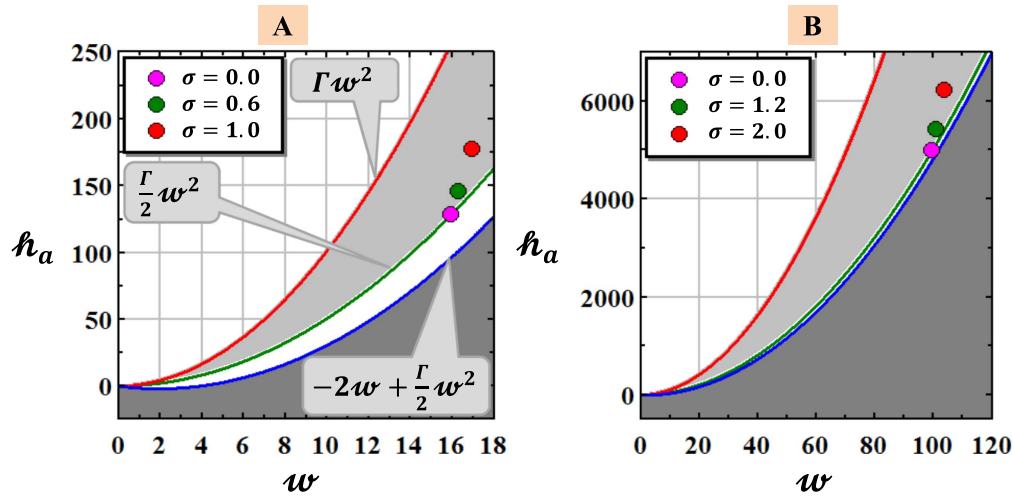 A
250
200
150
100
50
0
0 2 4 6 8 10 12 14 16 18
𝓌
𝒽ₐ
σ = 0.0
σ = 0.6
σ = 1.0
Γ𝓌²
Γ/2 𝓌²
−2𝓌 + Γ/2 𝓌²
B
6000
4000
2000
0
0 20 40 60 80 100 120
𝓌
𝒽ₐ
σ = 0.0
σ = 1.2
σ = 2.0